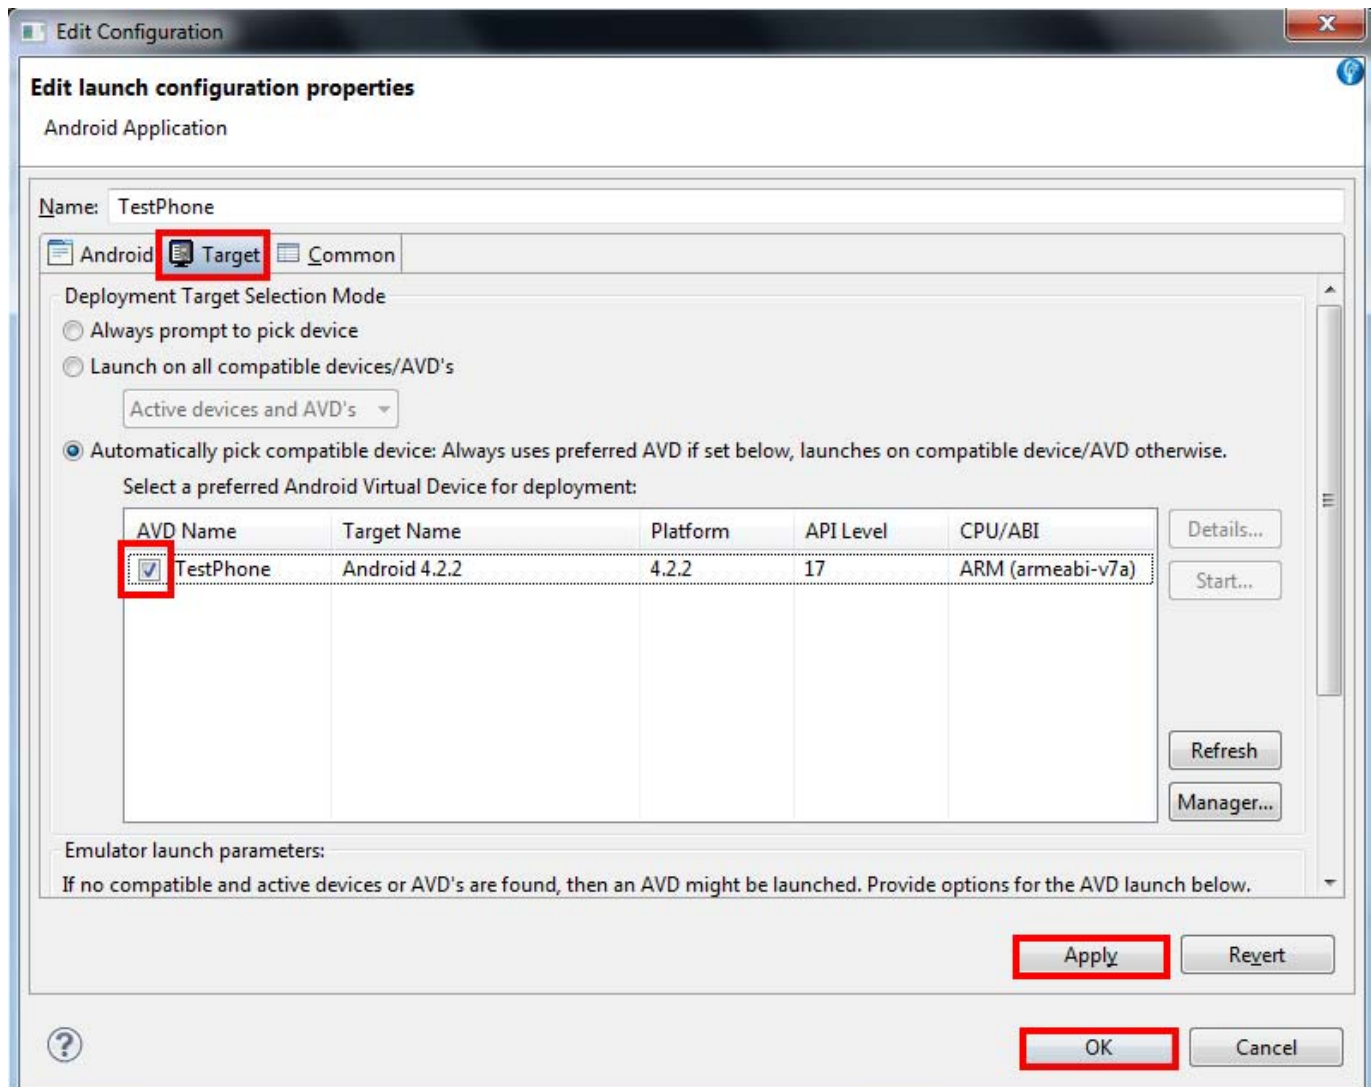 Edit Configuration
Edit launch configuration properties
Android Application
Name: TestPhone
Android Target Common
Deployment Target Selection Mode
Always prompt to pick device
Launch on all compatible devices/AVD's
Active devices and AVD's
Automatically pick compatible device: Always uses preferred AVD if set below, launches on compatible device/AVD otherwise.
Select a preferred Android Virtual Device for deployment:
AVD Name Target Name Platform API Level CPU/ABI Details...
TestPhone Android 4.2.2 4.2.2 17 ARM (armeabi-v7a)
Start...
Refresh
Manager...
Emulator launch parameters:
If no compatible and active devices or AVD's are found, then an AVD might be launched. Provide options for the AVD launch below.
Apply Revert
OK Cancel